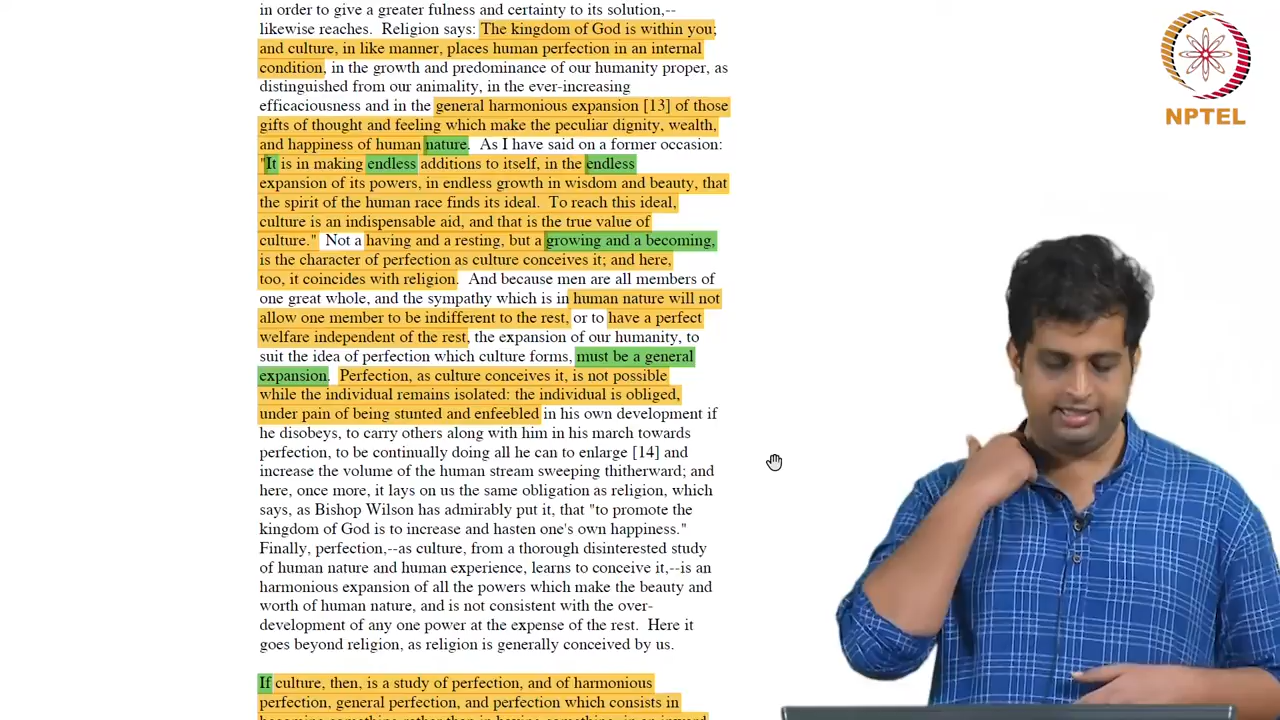 in order to give a greater fulness and certainty to its solution,--
likewise reaches.  Religion says: The kingdom of God is within you;
and culture, in like manner, places human perfection in an internal
condition, in the growth and predominance of our humanity proper, as
distinguished from our animality, in the ever-increasing
efficaciousness and in the general harmonious expansion [13] of those
gifts of thought and feeling which make the peculiar dignity, wealth,
and happiness of human nature.  As I have said on a former occasion:
"It is in making endless additions to itself, in the endless
expansion of its powers, in endless growth in wisdom and beauty, that
the spirit of the human race finds its ideal.  To reach this ideal,
culture is an indispensable aid, and that is the true value of
culture."  Not a having and a resting, but a growing and a becoming,
is the character of perfection as culture conceives it; and here,
too, it coincides with religion.  And because men are all members of
one great whole, and the sympathy which is in human nature will not
allow one member to be indifferent to the rest, or to have a perfect
welfare independent of the rest, the expansion of our humanity, to
suit the idea of perfection which culture forms, must be a general
expansion.  Perfection, as culture conceives it, is not possible
while the individual remains isolated: the individual is obliged,
under pain of being stunted and enfeebled in his own development if
he disobeys, to carry others along with him in his march towards
perfection, to be continually doing all he can to enlarge [14] and
increase the volume of the human stream sweeping thitherward; and
here, once more, it lays on us the same obligation as religion, which
says, as Bishop Wilson has admirably put it, that "to promote the
kingdom of God is to increase and hasten one's own happiness."
Finally, perfection,--as culture, from a thorough disinterested study
of human nature and human experience, learns to conceive it,--is an
harmonious expansion of all the powers which make the beauty and
worth of human nature, and is not consistent with the over-
development of any one power at the expense of the rest.  Here it
goes beyond religion, as religion is generally conceived by us.
If culture, then, is a study of perfection, and of harmonious
perfection, general perfection, and perfection which consists in
becoming something rather than in having something, in an inward
NPTEL